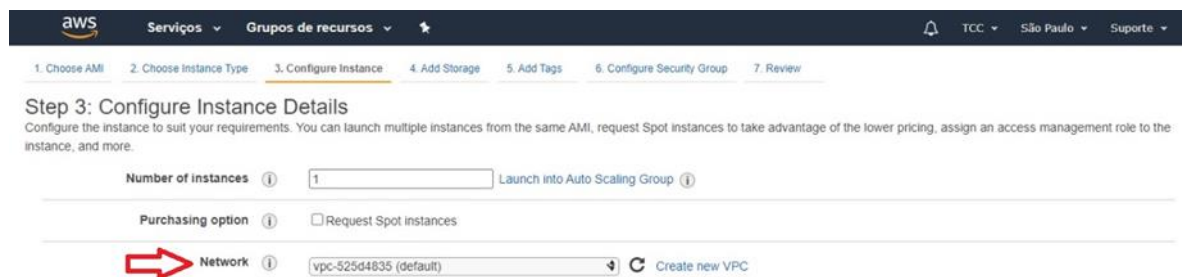 aws Serviços Grupos de recursos TCC São Paulo Suporte
1. Choose AMI 2. Choose Instance Type 3. Configure Instance 4. Add Storage 5. Add Tags 6. Configure Security Group 7. Review
Step 3: Configure Instance Details
Configure the instance to suit your requirements. You can launch multiple instances from the same AMI, request Spot instances to take advantage of the lower pricing, assign an access management role to the
instance, and more.
Number of instances i 1 Launch into Auto Scaling Group i
Purchasing option i Request Spot instances
Network i vpc-525d4835 (default) Create new VPC